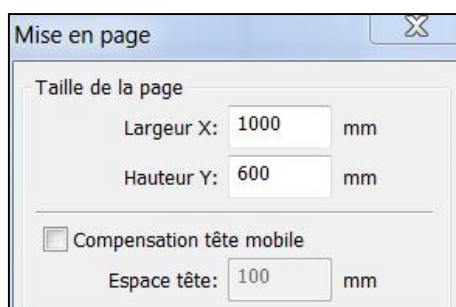 Mise en page
Taille de la page
Largeur X: 1000 mm
Hauteur Y: 600 mm
Compensation tête mobile
Espace tête: 100 mm